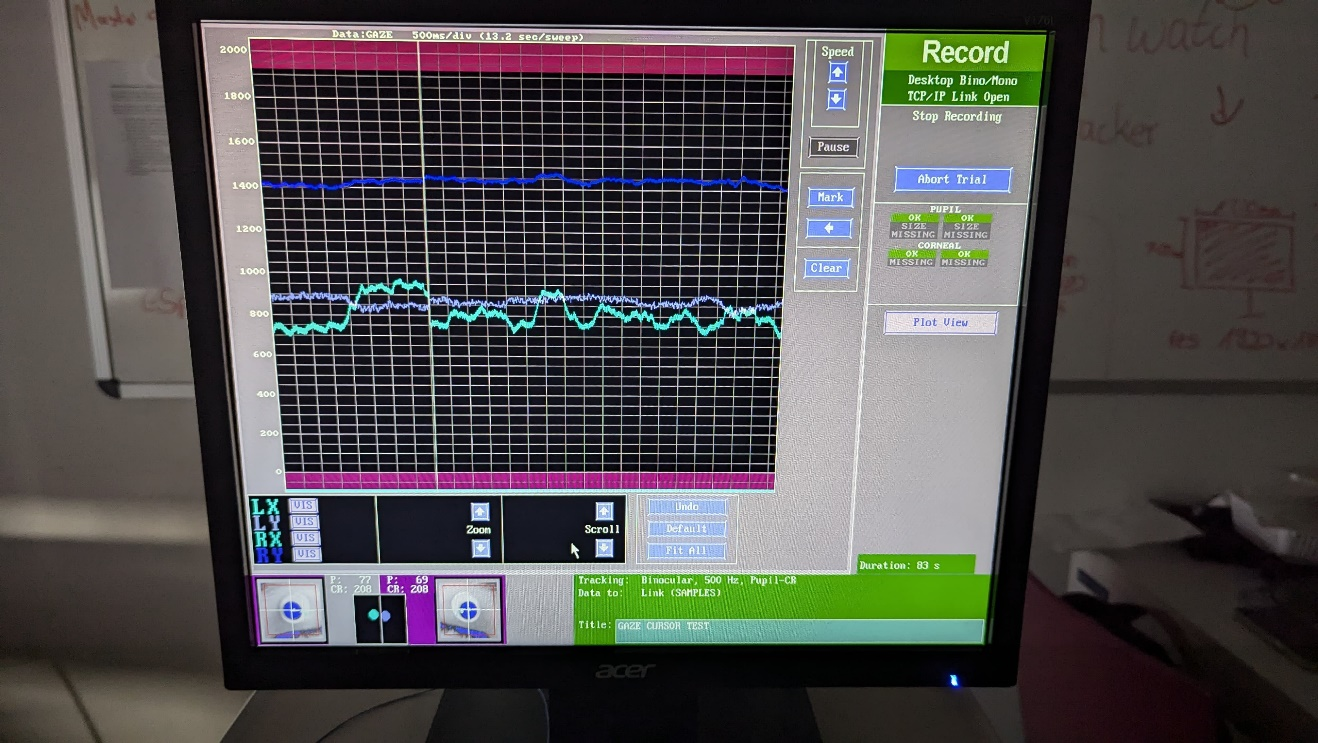 V176L
Master
n watch
acker
Data:GAZE 500ms/div (13.2 sec/sweep)
2000
1800
1600
1400
1200
1000
800
600
400
200
0
Speed
Pause
Mark
Clear
Record
Desktop Bino/Mono
TCP/IP Link Open
Stop Recording
Abort Trial
PUPIL
OK OK
SIZE SIZE
MISSING MISSING
CORNEAL
OK OK
MISSING MISSING
Plot View
LX VIS
LY VIS
RX VIS
RY VIS
Zoom
Scroll
Undo
Default
Fit All
Duration: 83 s
P: 77 P: 69
CR: 208 CR: 208
Tracking: Binocular, 500 Hz, Pupil-CR
Data to: Link (SAMPLES)
Title: GAZE CURSOR TEST
acer